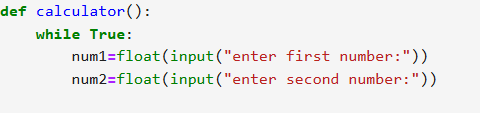 def calculator():
    while True:
        num1=float(input("enter first number:"))
        num2=float(input("enter second number:"))